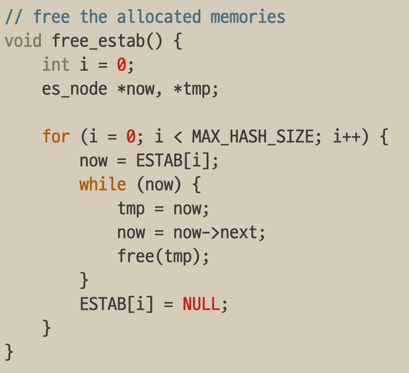 // free the allocated memories
void free_estab() {
    int i = 0;
    es_node *now, *tmp;

    for (i = 0; i < MAX_HASH_SIZE; i++) {
        now = ESTAB[i];
        while (now) {
            tmp = now;
            now = now->next;
            free(tmp);
        }
        ESTAB[i] = NULL;
    }
}